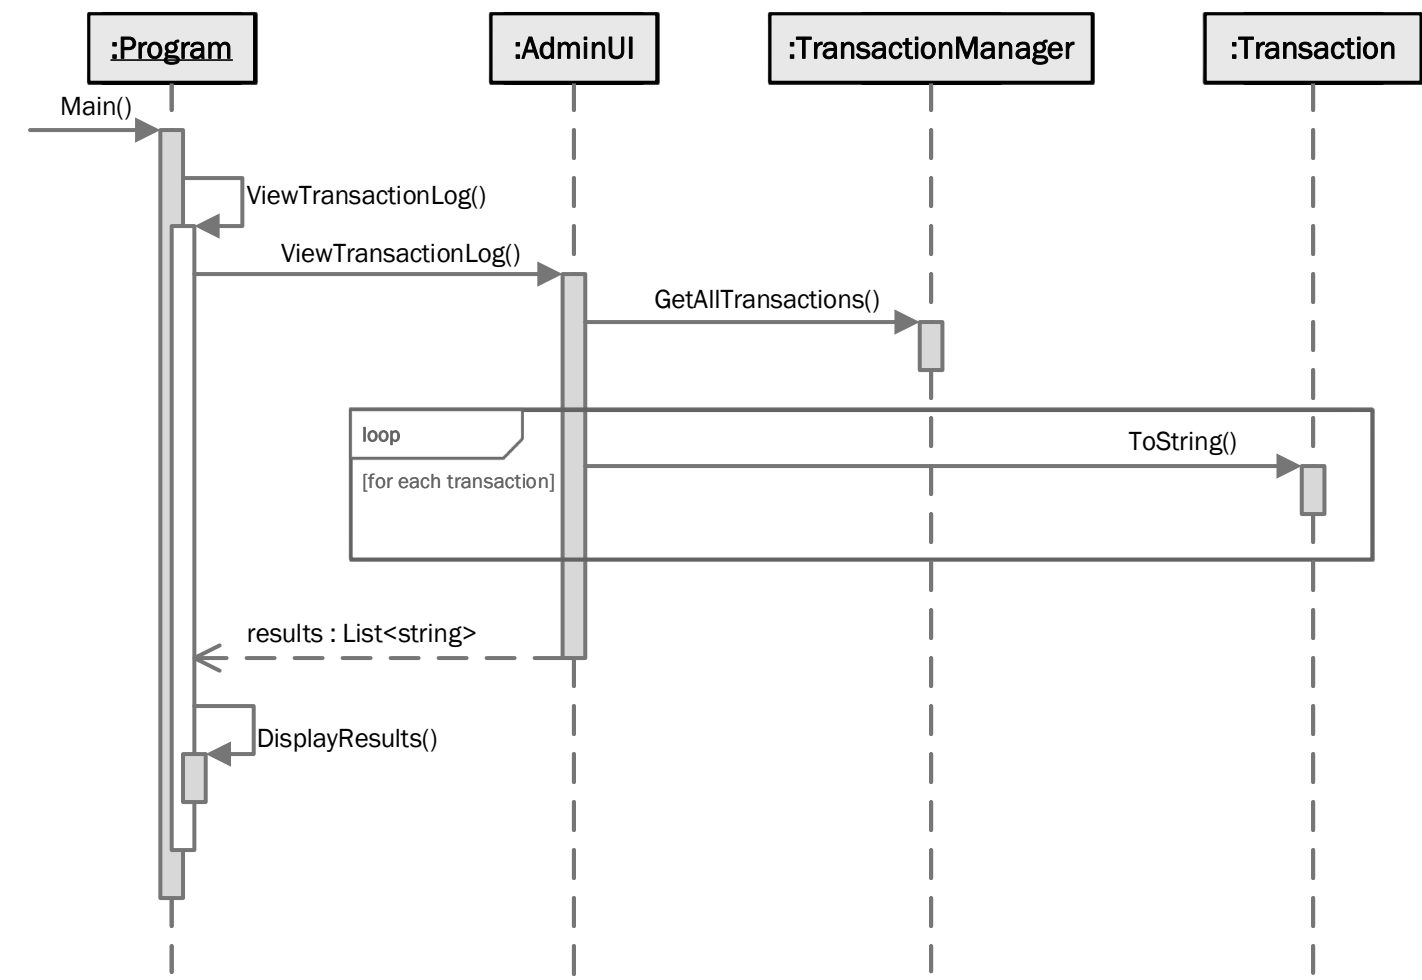 :Program
:AdminUI
:TransactionManager
:Transaction
Main()
ViewTransactionLog()
ViewTransactionLog()
GetAllTransactions()
loop
ToString()
[for each transaction]
results : List<string>
DisplayResults()